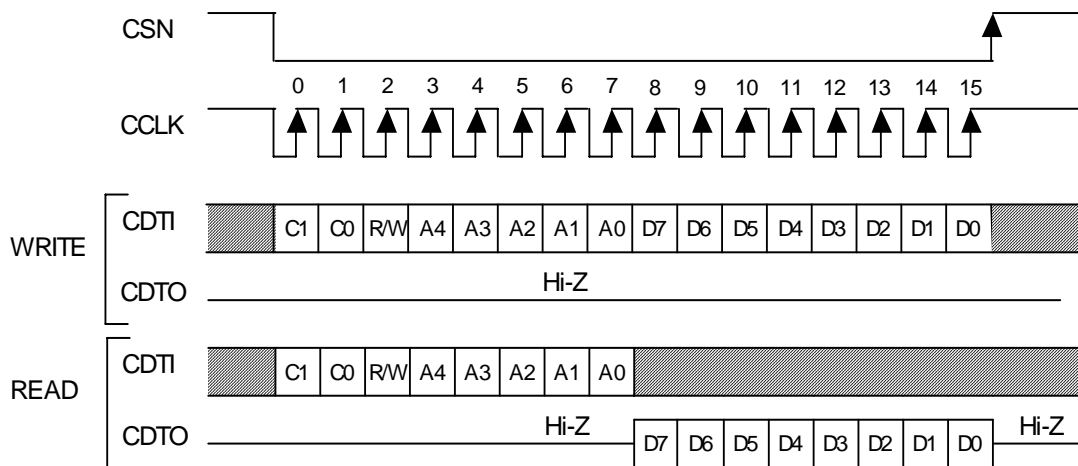 CSN
0 1 2 3 4 5 6 7 8 9 10 11 12 13 14 15
CCLK
WRITE
CDTI C1 C0 R/W A4 A3 A2 A1 A0 D7 D6 D5 D4 D3 D2 D1 D0
Hi-Z
CDTO
READ
CDTI C1 C0 R/W A4 A3 A2 A1 A0
Hi-Z Hi-Z
CDTO D7 D6 D5 D4 D3 D2 D1 D0